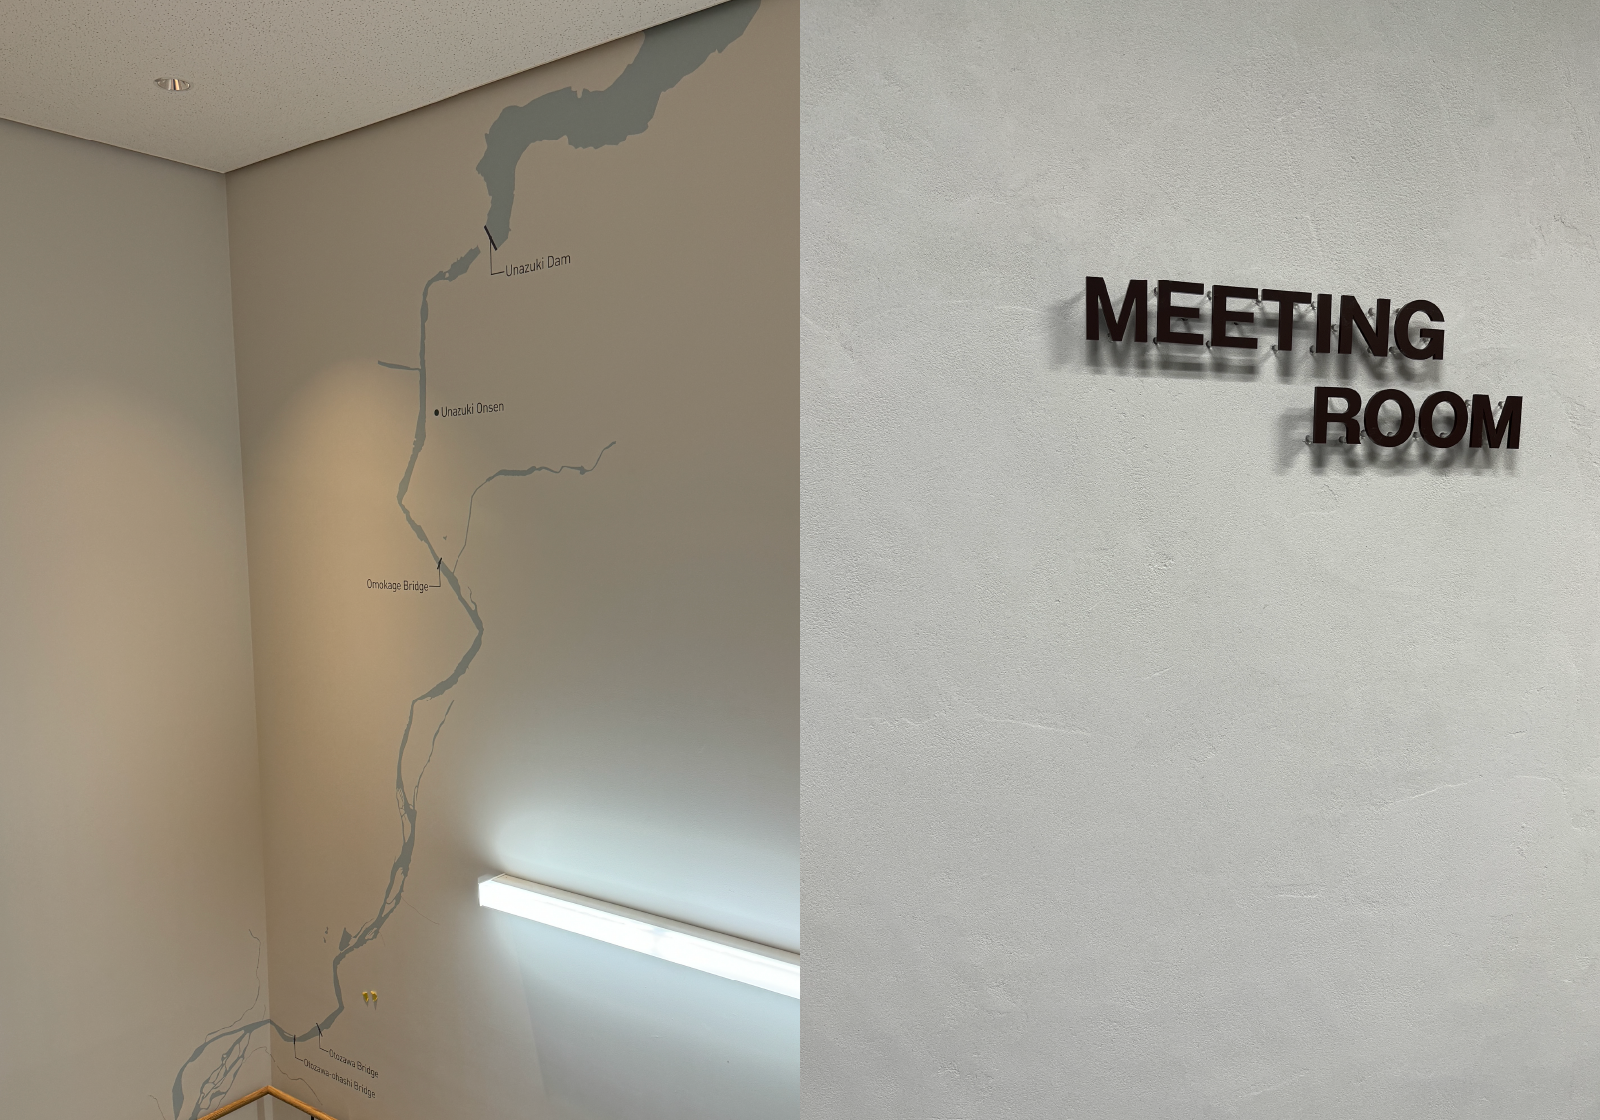 Unazuki Dam
Unazuki Onsen
Omokage Bridge
Otozawa Bridge
Otozawa-ohashi Bridge
MEETING
ROOM